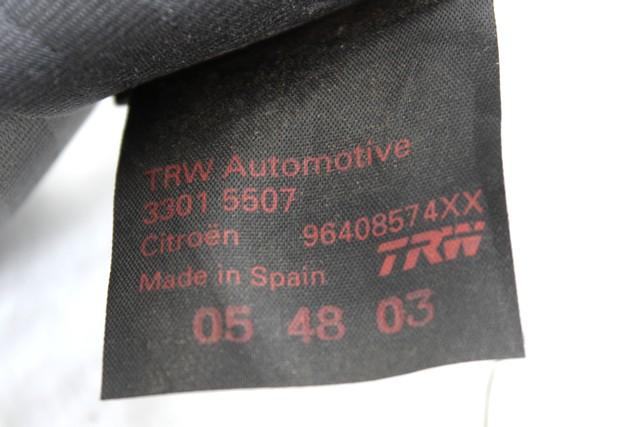 TRW Automotive
3301 5507
Citroën 96408574XX
TRW
Made in Spain
05 48 03